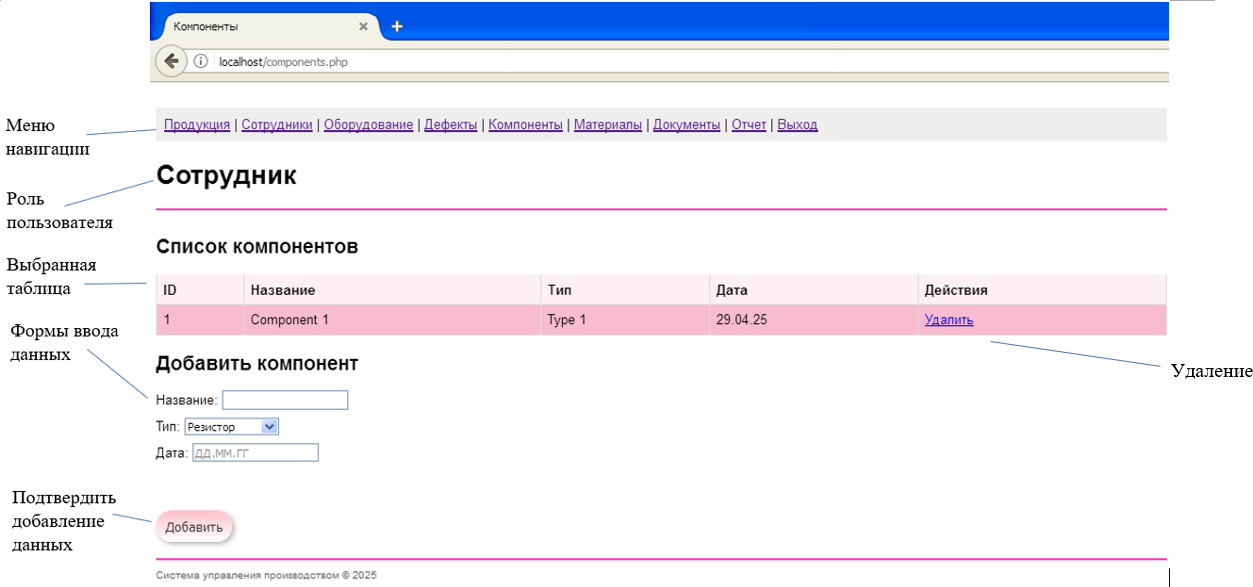 Компоненты
localhost/components.php
Меню
навигации
Продукция | Сотрудники | Оборудование | Дефекты | Компоненты | Материалы | Документы | Отчет | Выход
Роль
пользователя
Сотрудник
Список компонентов
Выбранная
таблица
ID Название Тип Дата Действия
1 Component 1 Type 1 29.04.25 Удалить
Удаление
Формы ввода
данных
Добавить компонент
Название:
Тип: Резистор
Дата: ДД.ММ.ГГ
Подтвердить
добавление
данных
Добавить
Система управления производством © 2025